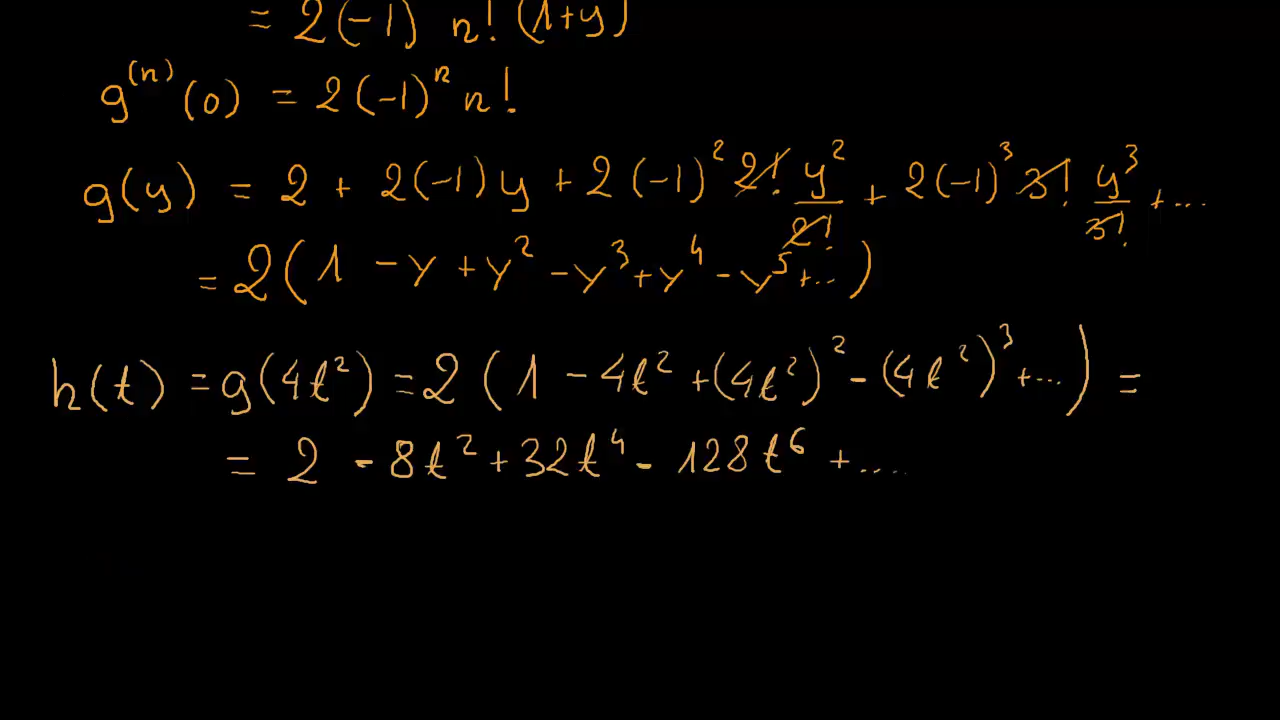 = 2(-1) n! (1+y)
g^(n)(0) = 2(-1)^n n!
g(y) = 2 + 2(-1)y + 2(-1)^2 2! y^2/2! + 2(-1)^3 3! y^3/3! + ...
= 2(1 - y + y^2 - y^3 + y^4 - y^5 + ...)
h(t) = g(4t^2) = 2(1 - 4t^2 + (4t^2)^2 - (4t^2)^3 + ...) =
= 2 - 8t^2 + 32t^4 - 128t^6 + ....